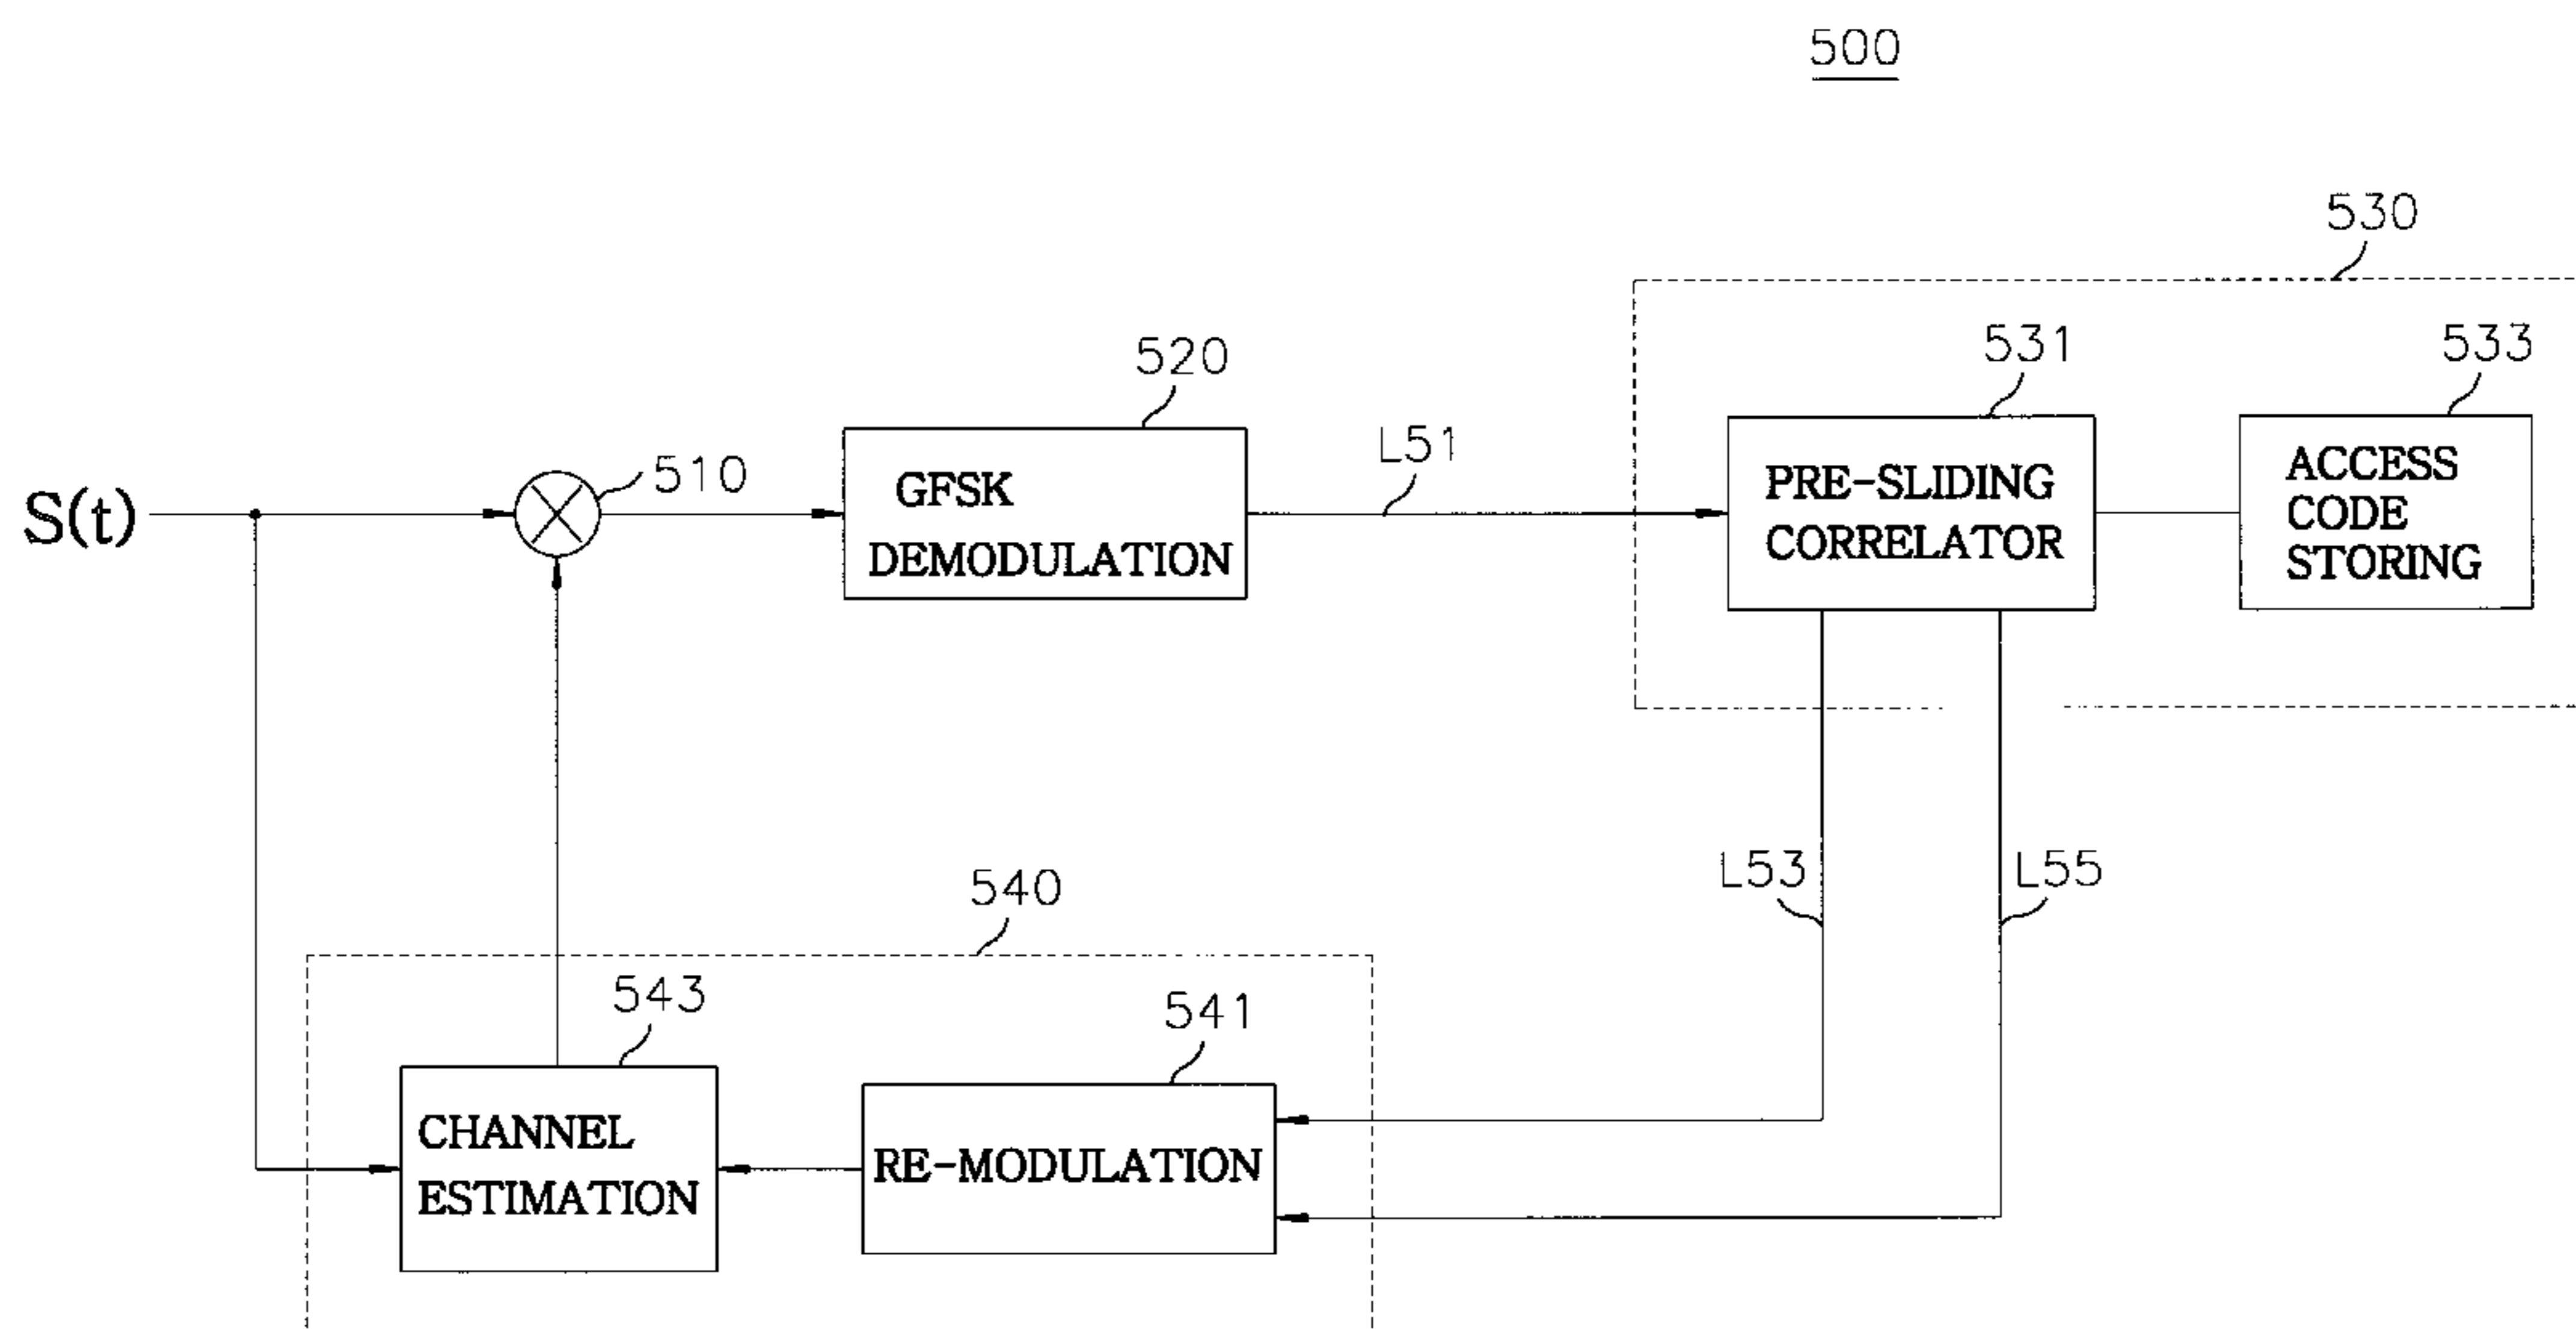 500
530
531
533
520
L51
510
S(t)
GFSK
DEMODULATION
PRE-SLIDING
CORRELATOR
ACCESS
CODE
STORING
L53
L55
540
543
541
CHANNEL
ESTIMATION
RE-MODULATION